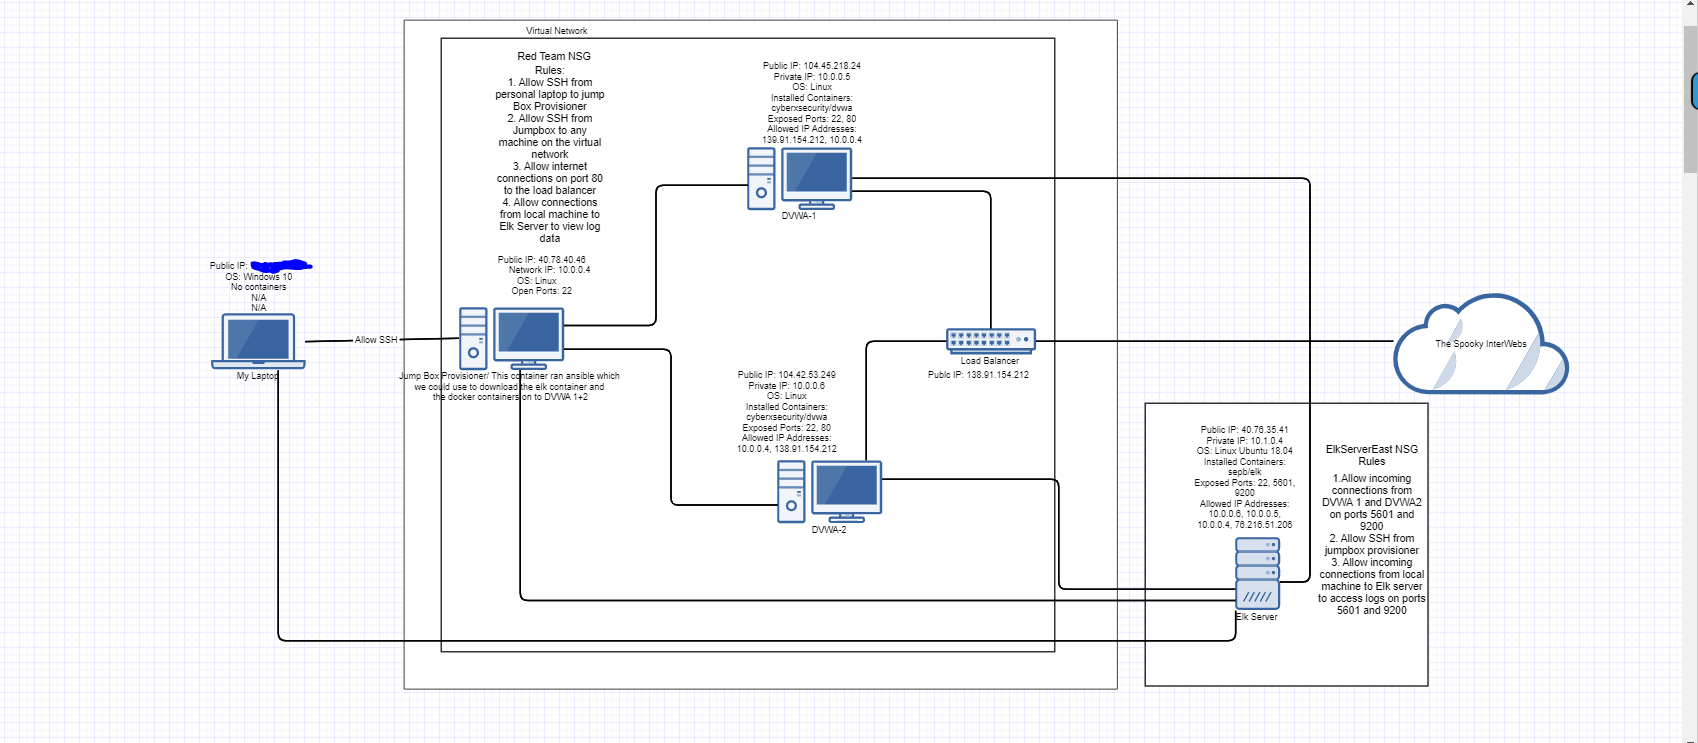 Virtual Network
Red Team NSG
Rules:
1. Allow SSH from
personal laptop to jump
Box Provisioner
2. Allow SSH from
Jumpbox to any
machine on the virtual
network
3. Allow internet
connections on port 80
to the load balancer
4. Allow connections
from local machine to
Elk Server to view log
data
Public IP: 104.45.218.24
Private IP: 10.0.0.5
OS: Linux
Installed Containers:
cyberxsecurity/dvwa
Exposed Ports: 22, 80
Allowed IP Addresses:
139.91.154.212, 10.0.0.4
DVWA-1
Public IP:
OS: Windows 10
No containers
N/A
N/A
My Laptop
Allow SSH
Public IP: 40.78.40.46
Network IP: 10.0.0.4
OS: Linux
Open Ports: 22
Jump Box Provisioner/ This container ran ansible which
we could use to download the elk container and
the docker containers on to DVWA 1+2
Load Balancer
Publc IP: 138.91.154.212
The Spooky InterWebs
Public IP: 104.42.53.249
Private IP: 10.0.0.6
OS: Linux
Installed Containers:
cyberxsecurity/dvwa
Exposed Ports: 22, 80
Allowed IP Addresses:
10.0.0.4, 138.91.154.212
DVWA-2
Public IP: 40.76.35.41
Private IP: 10.1.0.4
OS: Linux Ubuntu 18.04
Installed Containers:
sepb/elk
Exposed Ports: 22, 5601,
9200
Allowed IP Addresses:
10.0.0.6, 10.0.0.5,
10.0.0.4, 76.216.51.206
Elk Server
ElkServerEast NSG
Rules
1.Allow incoming
connections from
DVWA 1 and DVWA2
on ports 5601 and
9200
2. Allow SSH from
jumpbox provisioner
3. Allow incoming
connections from local
machine to Elk server
to access logs on ports
5601 and 9200